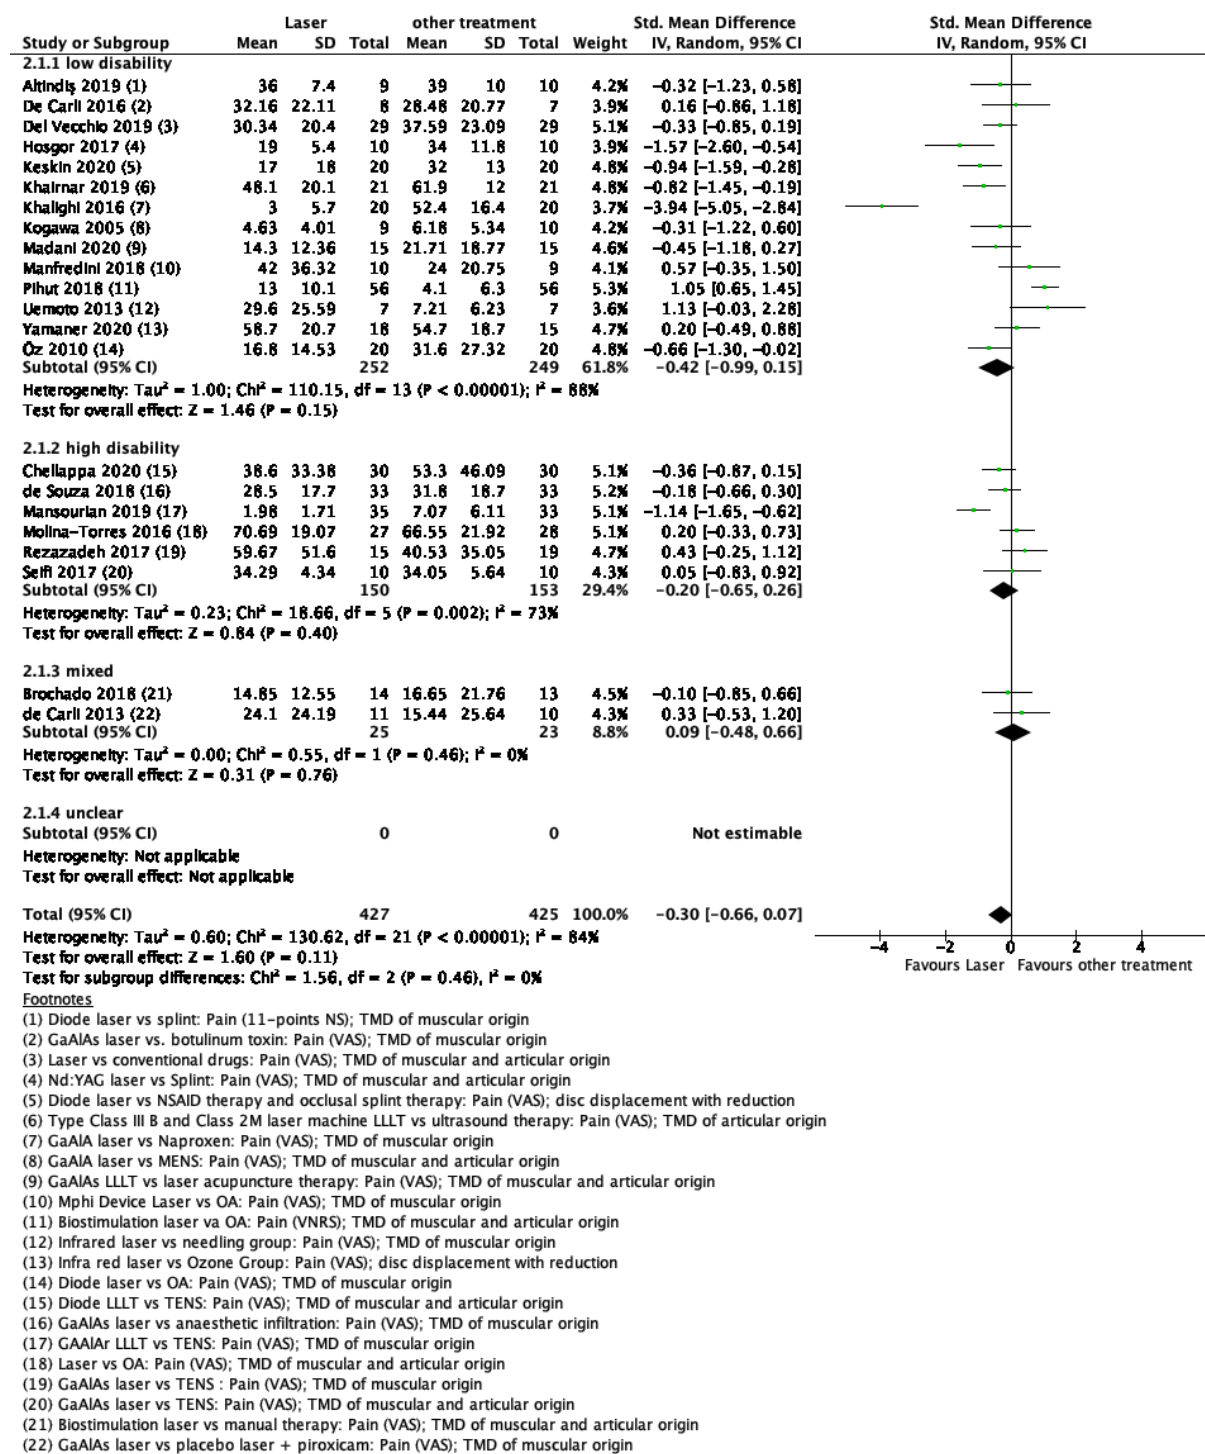 Laser other treatment Std. Mean Difference Std. Mean Difference
Study or Subgroup Mean SD Total Mean SD Total Weight IV, Random, 95% CI IV, Random, 95% CI
2.1.1 low disability
Altindiş 2019 (1) 36 7.4 9 39 10 10 4.2% −0.32 [−1.23, 0.58]
De Carli 2016 (2) 32.16 22.11 8 28.48 20.77 7 3.9% 0.16 [−0.86, 1.18]
Del Vecchio 2019 (3) 30.34 20.4 29 37.59 23.09 29 5.1% −0.33 [−0.85, 0.19]
Hosgor 2017 (4) 19 5.4 10 34 11.8 10 3.9% −1.57 [−2.60, −0.54]
Keskin 2020 (5) 17 18 20 32 13 20 4.8% −0.94 [−1.59, −0.28]
Khairnar 2019 (6) 48.1 20.1 21 61.9 12 21 4.8% −0.82 [−1.45, −0.19]
Khalighi 2016 (7) 3 5.7 20 52.4 16.4 20 3.7% −3.94 [−5.05, −2.84]
Kogawa 2005 (8) 4.63 4.01 9 6.18 5.34 10 4.2% −0.31 [−1.22, 0.60]
Madani 2020 (9) 14.3 12.36 15 21.71 18.77 15 4.6% −0.45 [−1.18, 0.27]
Manfredini 2018 (10) 42 36.32 10 24 20.75 9 4.1% 0.57 [−0.35, 1.50]
Pihut 2018 (11) 13 10.1 56 4.1 6.3 56 5.3% 1.05 [0.65, 1.45]
Uemoto 2013 (12) 29.6 25.59 7 7.21 6.23 7 3.6% 1.13 [−0.03, 2.28]
Yamaner 2020 (13) 58.7 20.7 18 54.7 18.7 15 4.7% 0.20 [−0.49, 0.88]
Öz 2010 (14) 16.8 14.53 20 31.6 27.32 20 4.8% −0.66 [−1.30, −0.02]
Subtotal (95% CI) 252 249 61.8% −0.42 [−0.99, 0.15]
Heterogeneity: Tau² = 1.00; Chi² = 110.15, df = 13 (P < 0.00001); I² = 88%
Test for overall effect: Z = 1.46 (P = 0.15)
2.1.2 high disability
Chellappa 2020 (15) 38.6 33.38 30 53.3 46.09 30 5.1% −0.36 [−0.87, 0.15]
de Souza 2018 (16) 28.5 17.7 33 31.8 18.7 33 5.2% −0.18 [−0.66, 0.30]
Mansourian 2019 (17) 1.98 1.71 35 7.07 6.11 33 5.1% −1.14 [−1.65, −0.62]
Molina−Torres 2016 (18) 70.69 19.07 27 66.55 21.92 28 5.1% 0.20 [−0.33, 0.73]
Rezazadeh 2017 (19) 59.67 51.6 15 40.53 35.05 19 4.7% 0.43 [−0.25, 1.12]
Seifi 2017 (20) 34.29 4.34 10 34.05 5.64 10 4.3% 0.05 [−0.83, 0.92]
Subtotal (95% CI) 150 153 29.4% −0.20 [−0.65, 0.26]
Heterogeneity: Tau² = 0.23; Chi² = 18.66, df = 5 (P = 0.002); I² = 73%
Test for overall effect: Z = 0.84 (P = 0.40)
2.1.3 mixed
Brochado 2018 (21) 14.85 12.55 14 16.65 21.76 13 4.5% −0.10 [−0.85, 0.66]
de Carli 2013 (22) 24.1 24.19 11 15.44 25.64 10 4.3% 0.33 [−0.53, 1.20]
Subtotal (95% CI) 25 23 8.8% 0.09 [−0.48, 0.66]
Heterogeneity: Tau² = 0.00; Chi² = 0.55, df = 1 (P = 0.46); I² = 0%
Test for overall effect: Z = 0.31 (P = 0.76)
2.1.4 unclear
Subtotal (95% CI) 0 0 Not estimable
Heterogeneity: Not applicable
Test for overall effect: Not applicable
Total (95% CI) 427 425 100.0% −0.30 [−0.66, 0.07]
Heterogeneity: Tau² = 0.60; Chi² = 130.62, df = 21 (P < 0.00001); I² = 84%
Test for overall effect: Z = 1.60 (P = 0.11)
Test for subgroup differences: Chi² = 1.56, df = 2 (P = 0.46), I² = 0%
−4 −2 0 2 4
Favours Laser Favours other treatment
Footnotes
(1) Diode laser vs splint: Pain (11−points NS); TMD of muscular origin
(2) GaAlAs laser vs. botulinum toxin: Pain (VAS); TMD of muscular origin
(3) Laser vs conventional drugs: Pain (VAS); TMD of muscular and articular origin
(4) Nd:YAG laser vs Splint: Pain (VAS); TMD of muscular and articular origin
(5) Diode laser vs NSAID therapy and occlusal splint therapy: Pain (VAS); disc displacement with reduction
(6) Type Class III B and Class 2M laser machine LLLT vs ultrasound therapy: Pain (VAS); TMD of articular origin
(7) GaAlA laser vs Naproxen: Pain (VAS); TMD of muscular origin
(8) GaAlA laser vs MENS: Pain (VAS); TMD of muscular and articular origin
(9) GaAlAs LLLT vs laser acupuncture therapy: Pain (VAS); TMD of muscular and articular origin
(10) Mphi Device Laser vs OA: Pain (VAS); TMD of muscular origin
(11) Biostimulation laser va OA: Pain (VNRS); TMD of muscular and articular origin
(12) Infrared laser vs needling group: Pain (VAS); TMD of muscular origin
(13) Infra red laser vs Ozone Group: Pain (VAS); disc displacement with reduction
(14) Diode laser vs OA: Pain (VAS); TMD of muscular origin
(15) Diode LLLT vs TENS: Pain (VAS); TMD of muscular and articular origin
(16) GaAlAs laser vs anaesthetic infiltration: Pain (VAS); TMD of muscular origin
(17) GAAlAr LLLT vs TENS: Pain (VAS); TMD of muscular origin
(18) Laser vs OA: Pain (VAS); TMD of muscular and articular origin
(19) GaAlAs laser vs TENS : Pain (VAS); TMD of muscular origin
(20) GaAlAs laser vs TENS: Pain (VAS); TMD of muscular and articular origin
(21) Biostimulation laser vs manual therapy: Pain (VAS); TMD of muscular and articular origin
(22) GaAlAs laser vs placebo laser + piroxicam: Pain (VAS); TMD of muscular origin